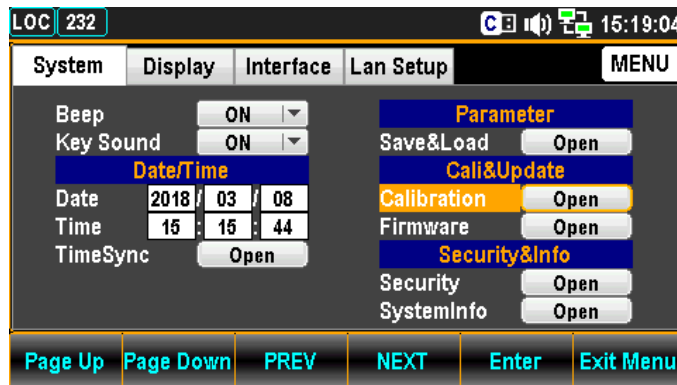 LOC 232 C 15:19:04
System Display Interface Lan Setup MENU
Beep ON
Key Sound ON
Date/Time
Date 2018 / 03 / 08
Time 15 : 15 : 44
TimeSync Open
Parameter
Save&Load Open
Cali&Update
Calibration Open
Firmware Open
Security&Info
Security Open
SystemInfo Open
Page Up Page Down PREV NEXT Enter Exit Menu